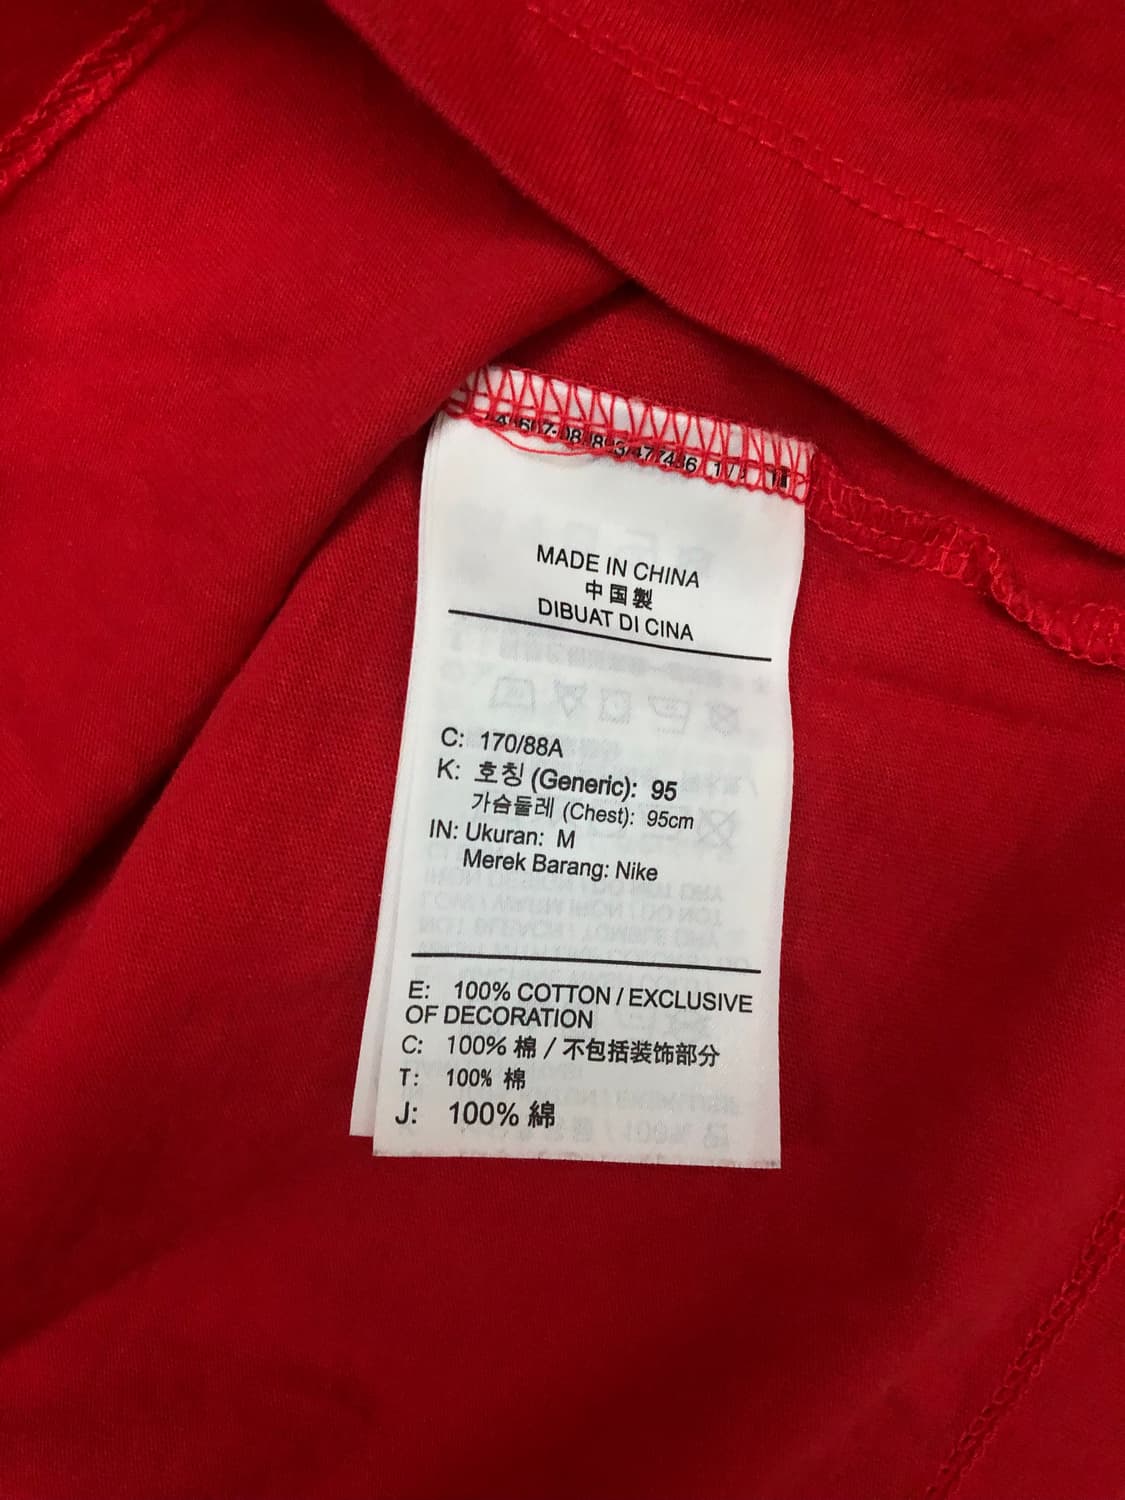 MADE IN CHINA
中国製
DIBUAT DI CINA
C: 170/88A
K: 호칭 (Generic): 95
가슴둘레 (Chest): 95cm
IN: Ukuran: M
Merek Barang: Nike
E: 100% COTTON / EXCLUSIVE
OF DECORATION
C: 100% 棉 / 不包括装饰部分
T: 100% 棉
J: 100% 綿